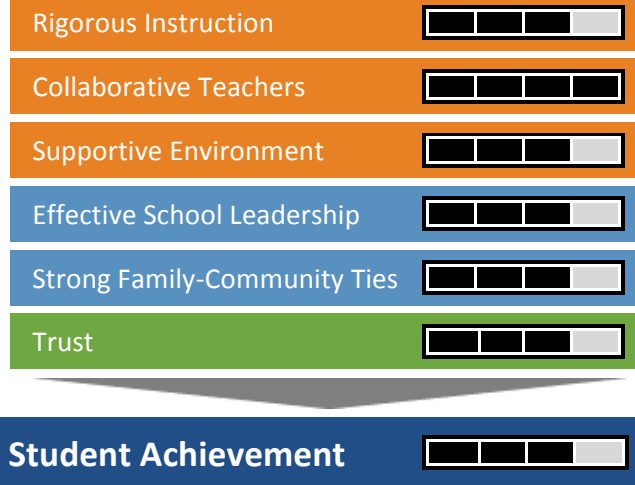 Rigorous Instruction
Collaborative Teachers
Supportive Environment
Effective School Leadership
Strong Family-Community Ties
Trust
Student Achievement